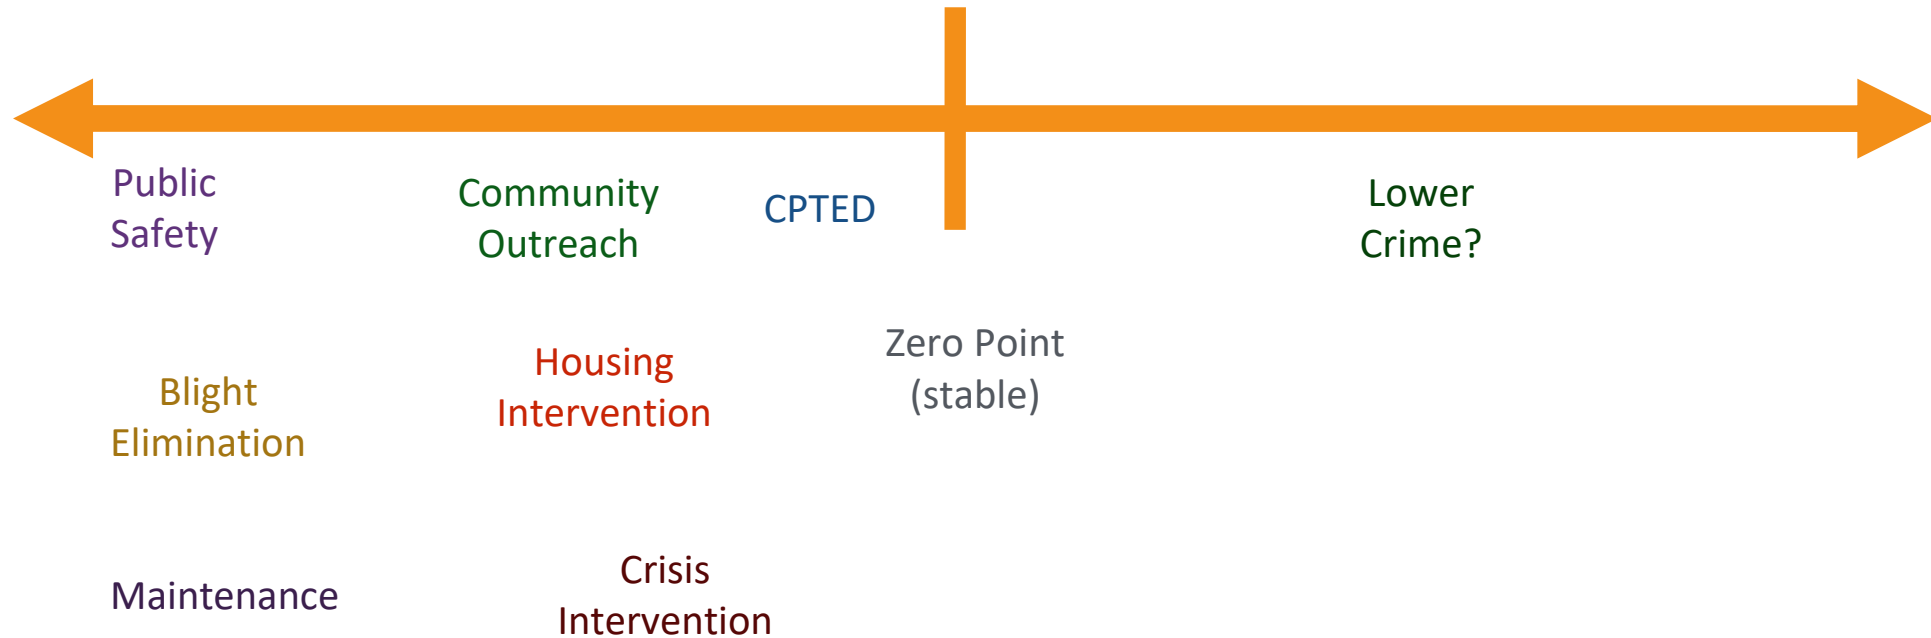 Public
Safety
Community
Outreach
CPTED
Lower
Crime?
Zero Point
(stable)
Housing
Intervention
Blight
Elimination
Crisis
Intervention
Maintenance